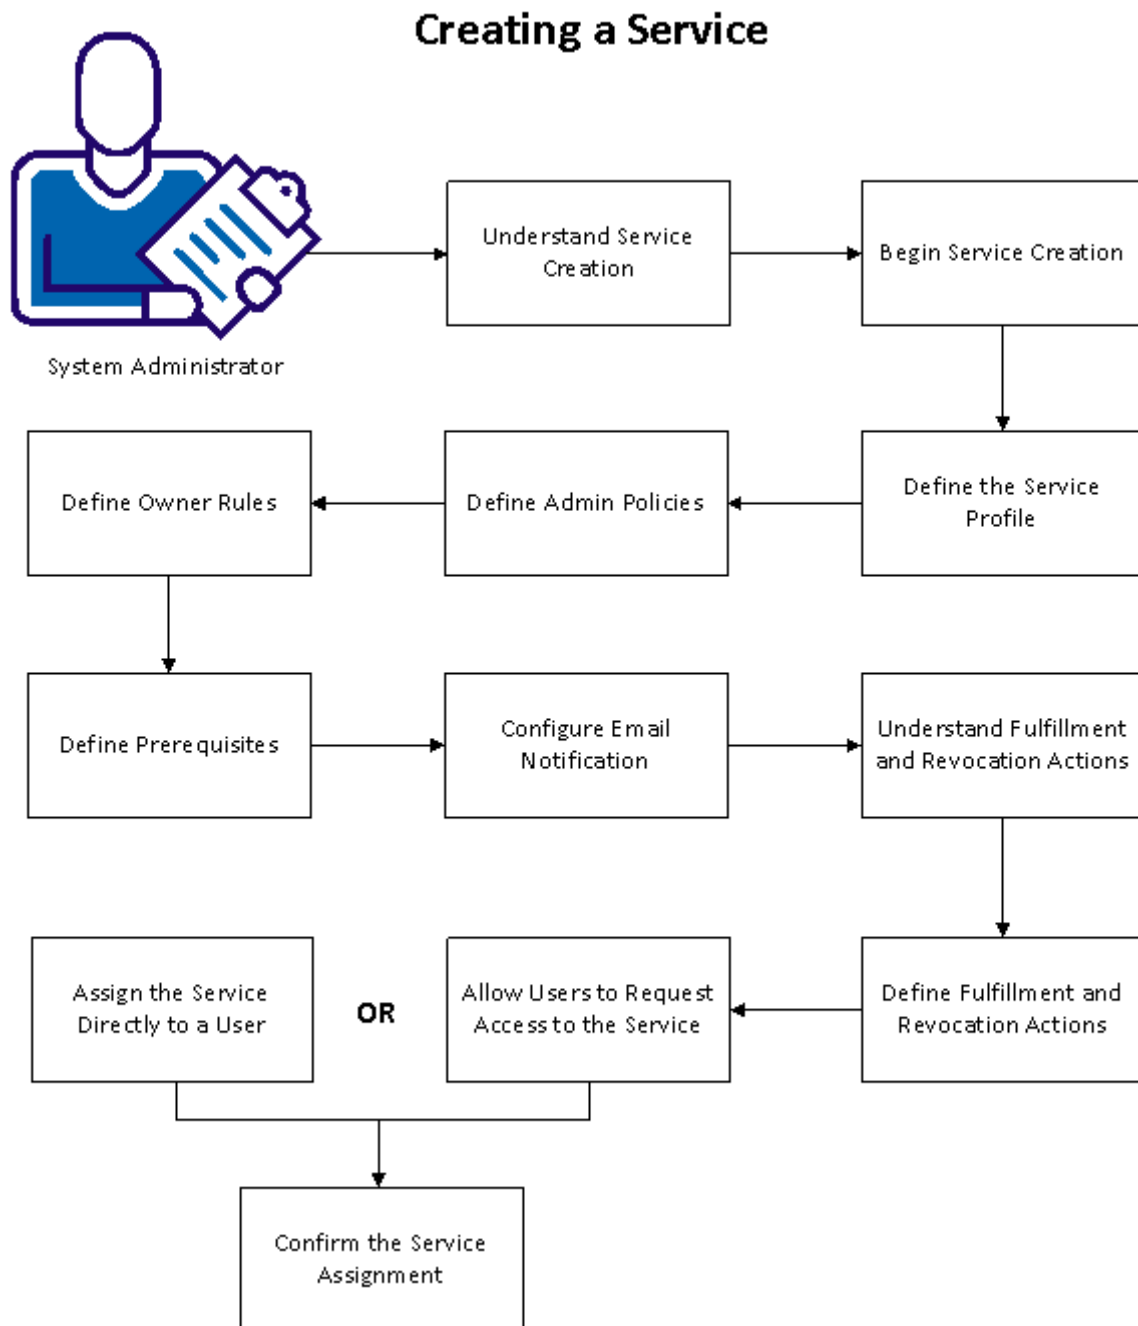 Creating a Service
System Administrator
Understand Service
Creation
Begin Service Creation
Define the Service
Profile
Define Admin Policies
Define Owner Rules
Define Prerequisites
Configure Email
Notification
Understand Fulfillment
and Revocation Actions
Define Fulfillment and
Revocation Actions
Allow Users to Request
Access to the Service
OR
Assign the Service
Directly to a User
Confirm the Service
Assignment